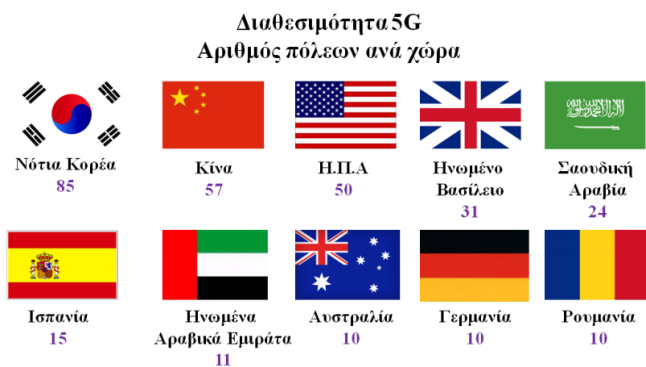 Διαθεσιμότητα 5G
Αριθμός πόλεων ανά χώρα
Νότια Κορέα
85
Κίνα
57
Η.Π.Α
50
Ηνωμένο
Βασίλειο
31
Σαουδική
Αραβία
24
Ισπανία
15
Ηνωμένα
Αραβικά Εμιράτα
11
Αυστραλία
10
Γερμανία
10
Ρουμανία
10